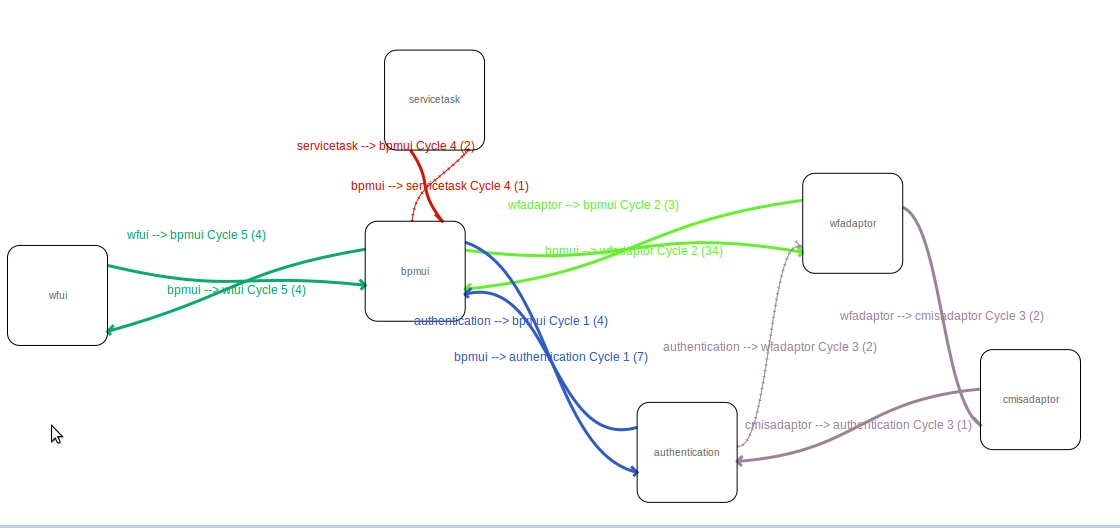 servicetask
servicetask --> bpmui Cycle 4 (2)
bpmui --> servicetask Cycle 4 (1)
wfadaptor --> bpmui Cycle 2 (3)
wfadaptor
wfui --> bpmui Cycle 5 (4)
bpmui --> wfadaptor Cycle 2 (34)
bpmui
bpmui --> wfui Cycle 5 (4)
wfui
wfadaptor --> cmisadaptor Cycle 3 (2)
authentication --> bpmui Cycle 1 (4)
authentication --> wfadaptor Cycle 3 (2)
bpmui --> authentication Cycle 1 (7)
cmisadaptor
cmisadaptor --> authentication Cycle 3 (1)
authentication